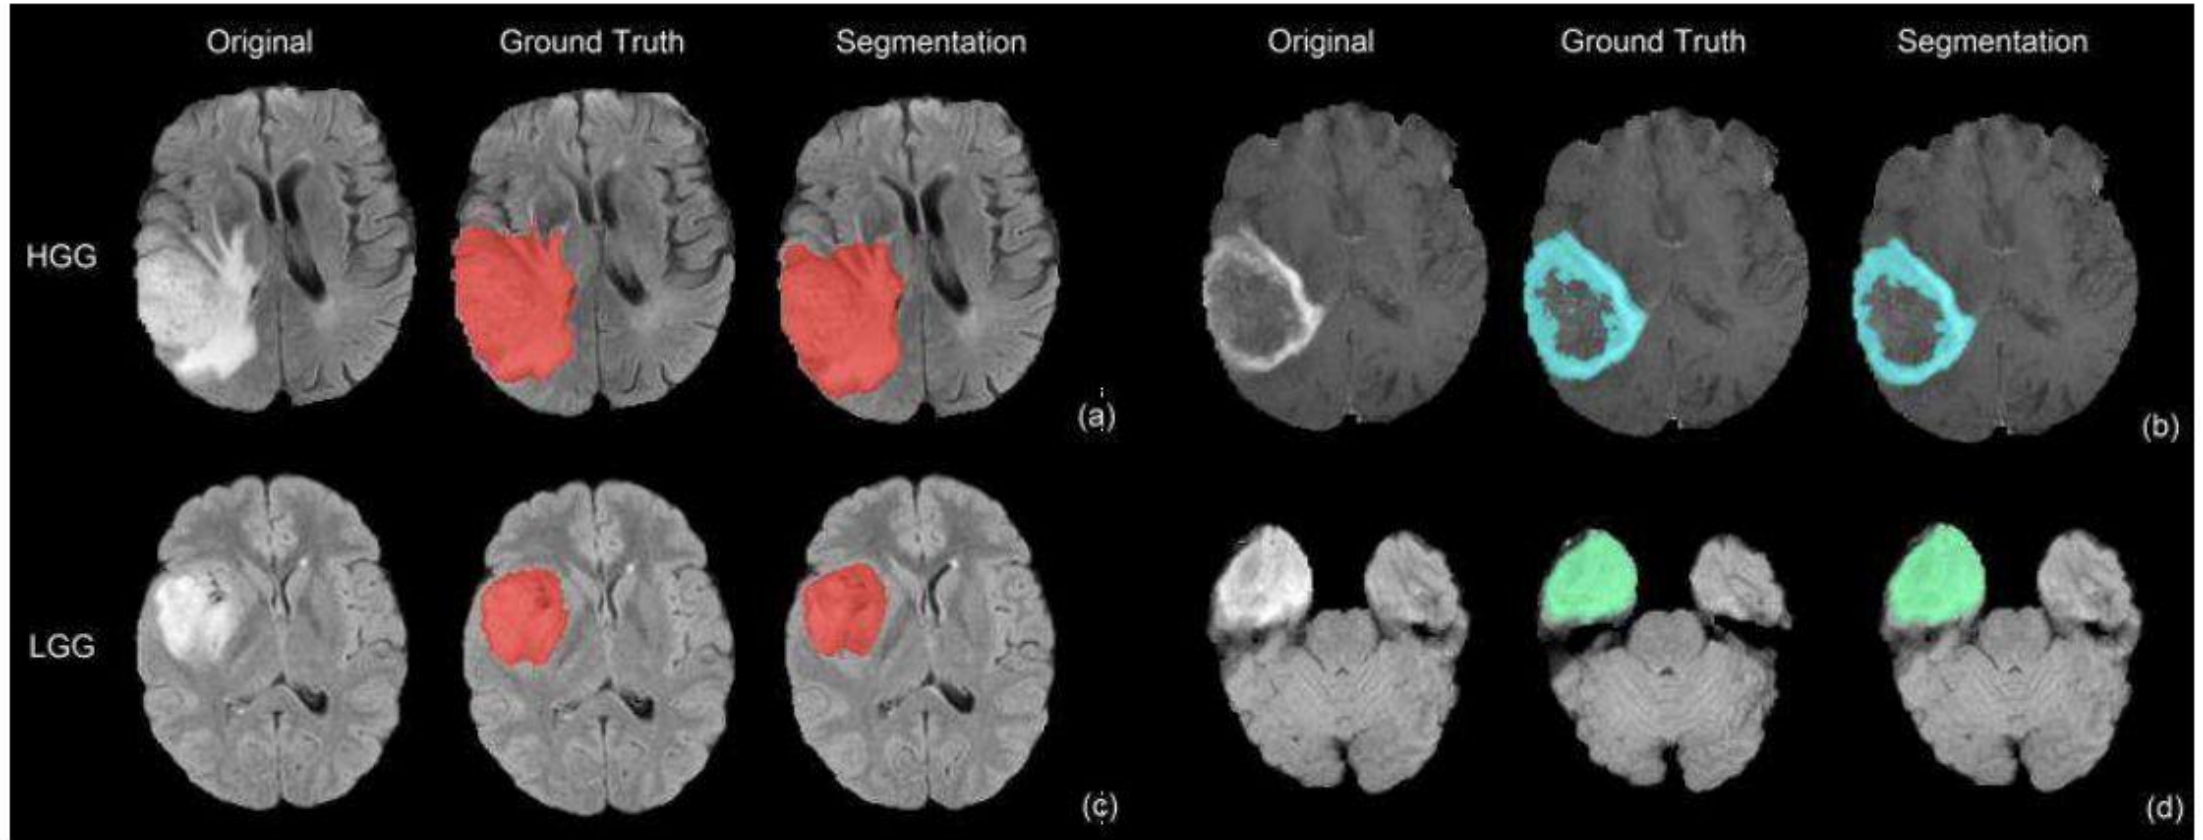 Original Ground Truth Segmentation Original Ground Truth Segmentation
HGG
(a)
(b)
LGG
(c)
(d)